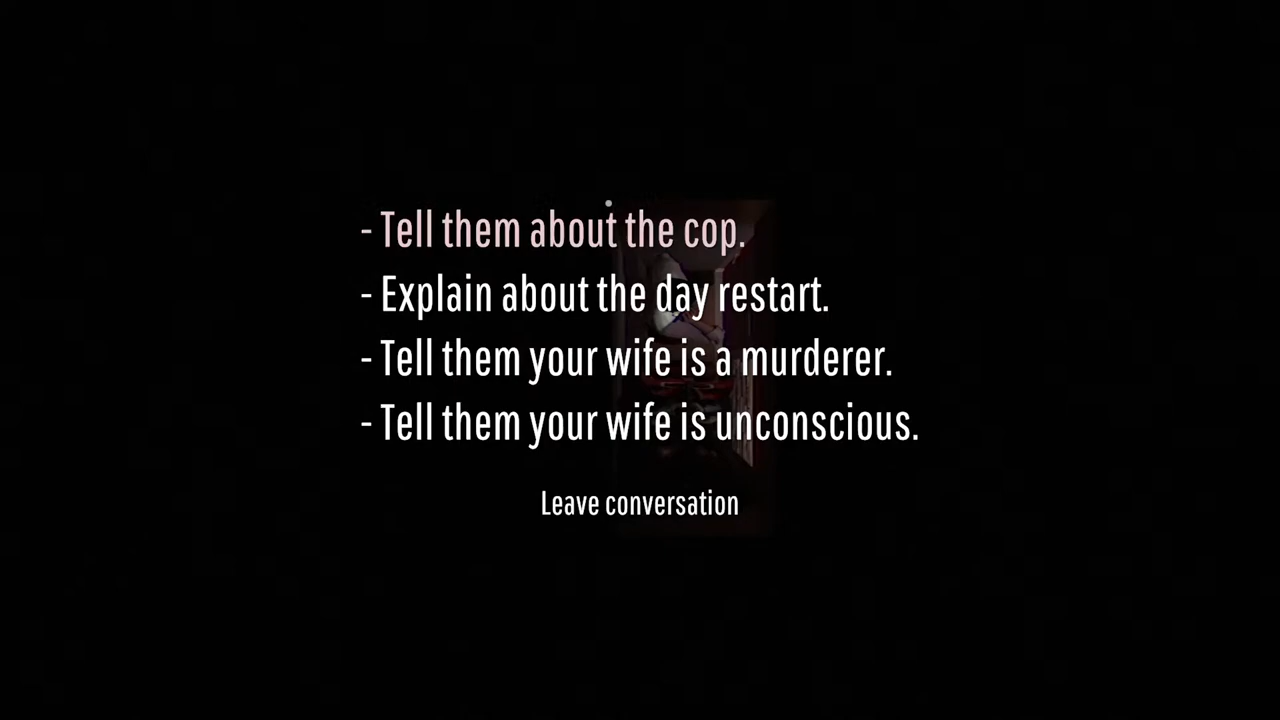 - Tell them about the cop.
- Explain about the day restart.
- Tell them your wife is a murderer.
- Tell them your wife is unconscious.
Leave conversation